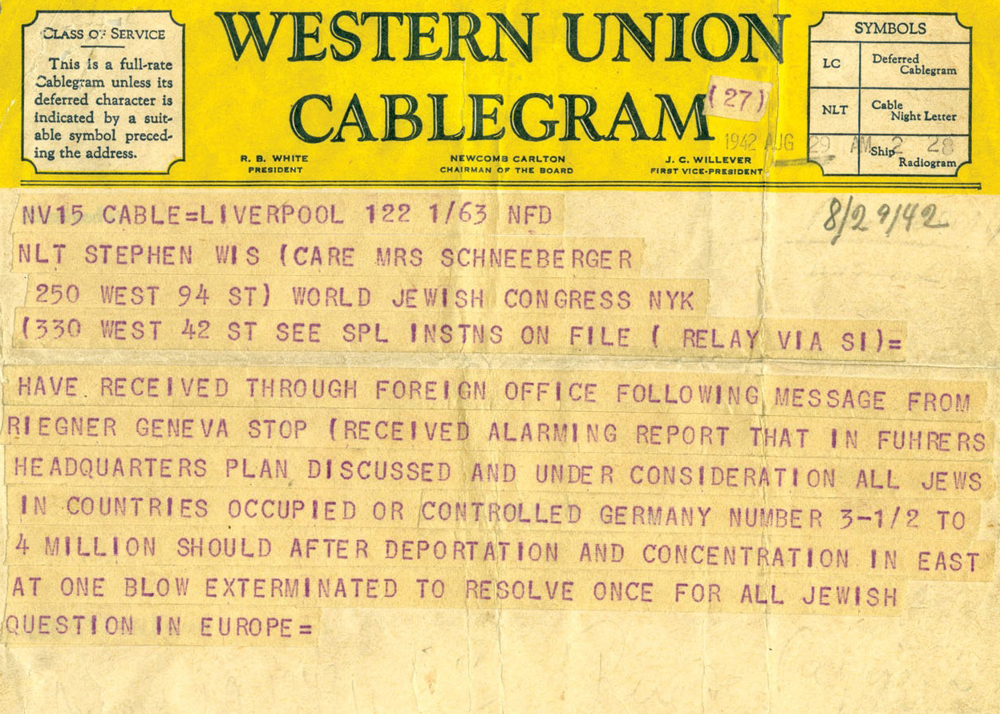 CLASS OF SERVICE
This is a full-rate
Cablegram unless its
deferred character is
indicated by a suit-
able symbol preced-
ing the address.
WESTERN UNION
CABLEGRAM
(27)
1942 AUG 29 AM 2 28
R. B. WHITE
PRESIDENT
NEWCOMB CARLTON
CHAIRMAN OF THE BOARD
J. C. WILLEVER
FIRST VICE-PRESIDENT
SYMBOLS
LC Deferred
Cablegram
NLT Cable
Night Letter
Ship
Radiogram
8/29/42
NV15 CABLE=LIVERPOOL 122 1/63 NFD
NLT STEPHEN WIS (CARE MRS SCHNEEBERGER
250 WEST 94 ST) WORLD JEWISH CONGRESS NYK
(330 WEST 42 ST SEE SPL INSTNS ON FILE ( RELAY VIA SI)=
HAVE RECEIVED THROUGH FOREIGN OFFICE FOLLOWING MESSAGE FROM
RIEGNER GENEVA STOP (RECEIVED ALARMING REPORT THAT IN FUHRERS
HEADQUARTERS PLAN DISCUSSED AND UNDER CONSIDERATION ALL JEWS
IN COUNTRIES OCCUPIED OR CONTROLLED GERMANY NUMBER 3-1/2 TO
4 MILLION SHOULD AFTER DEPORTATION AND CONCENTRATION IN EAST
AT ONE BLOW EXTERMINATED TO RESOLVE ONCE FOR ALL JEWISH
QUESTION IN EUROPE=